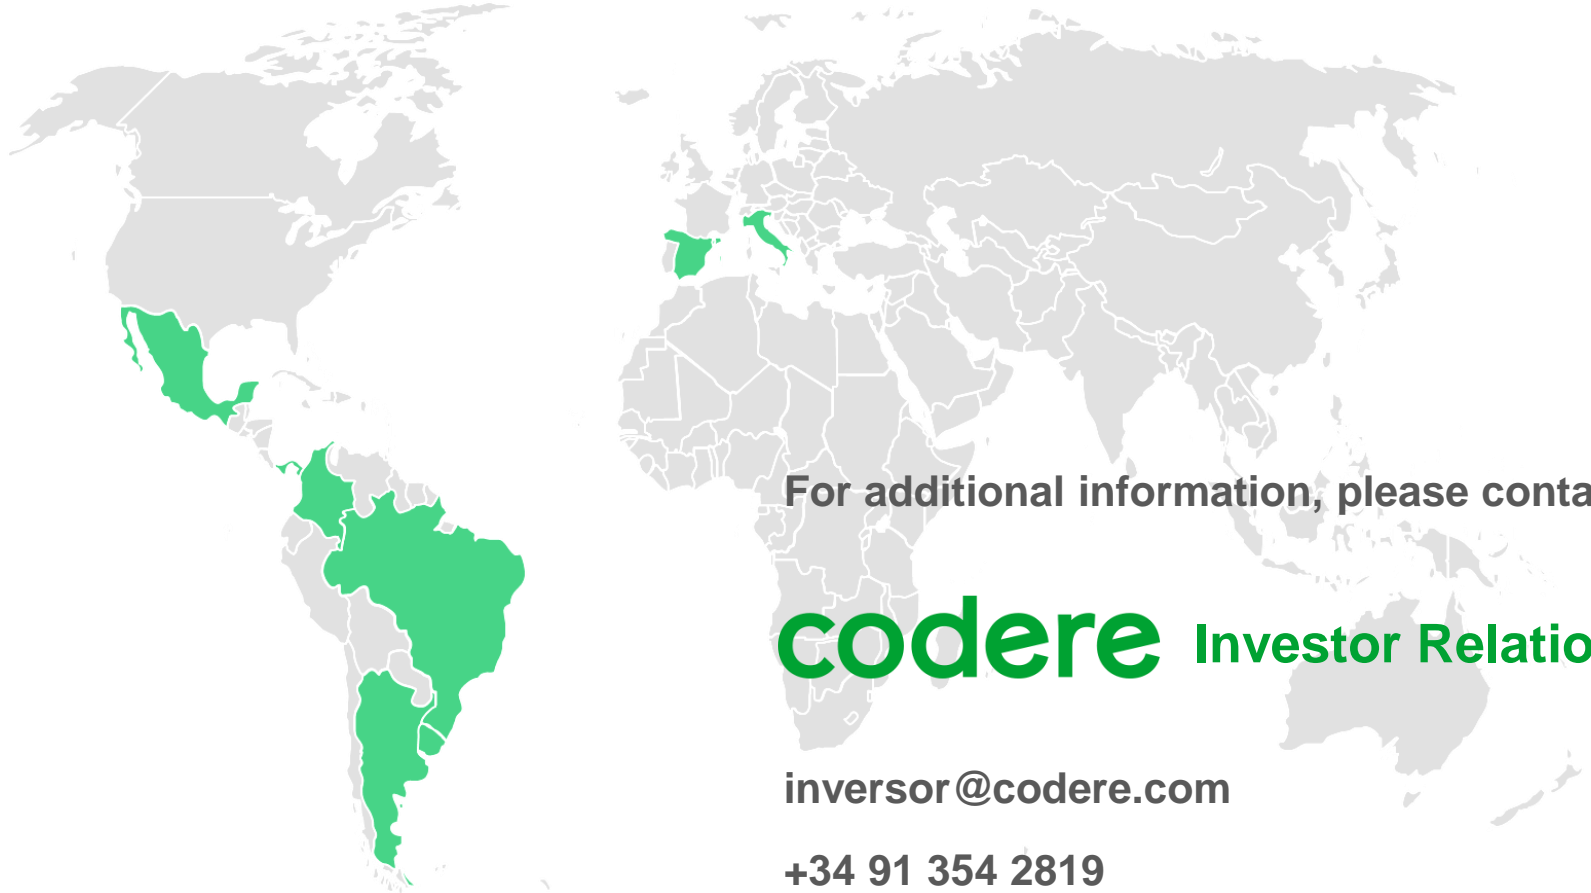 For additional information, please conta
codere Investor Relatio
inversor@codere.com
+34 91 354 2819